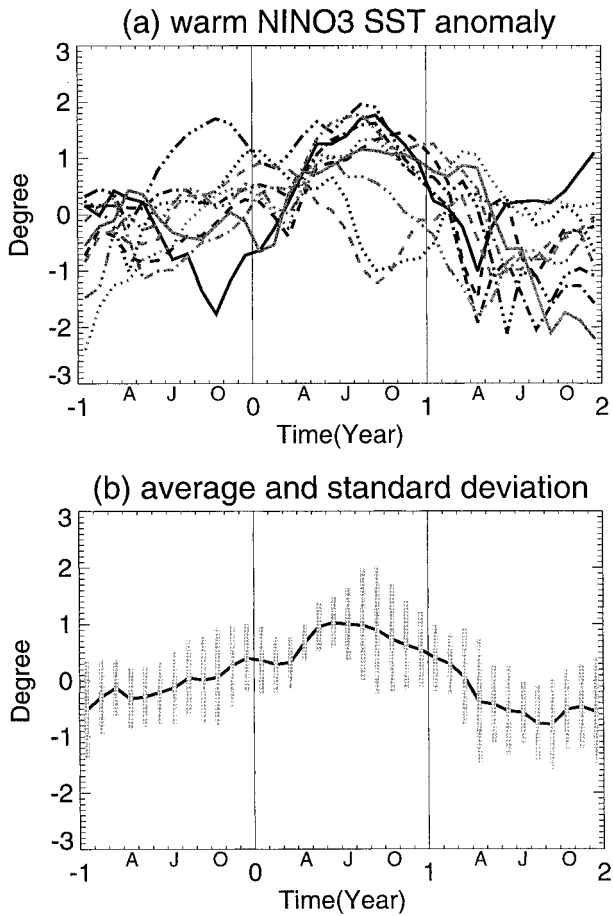 (a) warm NINO3 SST anomaly
3
2
1
0
-1
-2
-3
Degree
-1 A J O 0 A J O 1 A J O 2
Time(Year)
(b) average and standard deviation
3
2
1
0
-1
-2
-3
Degree
-1 A J O 0 A J O 1 A J O 2
Time(Year)